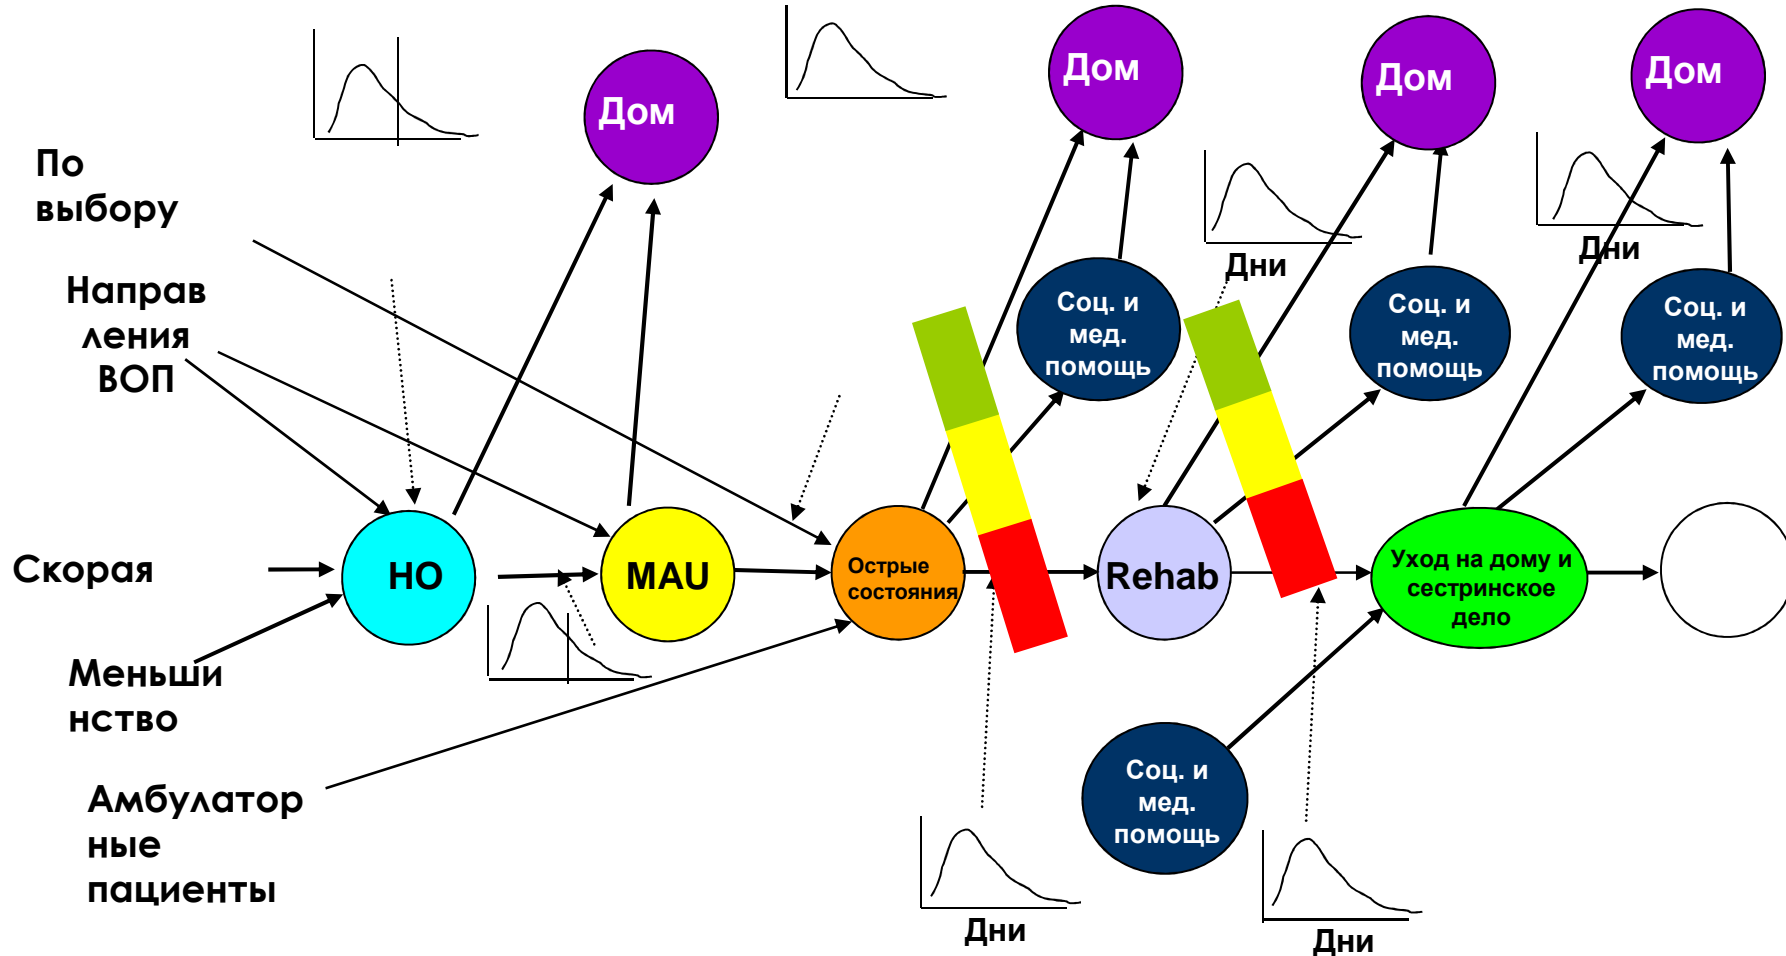 Дом
Дом
Дом
Дом
По
выбору
Направ
ления
ВОП
Дни
Дни
Соц. и
мед.
помощь
Соц. и
мед.
помощь
Соц. и
мед.
помощь
Скорая
НО
MAU
Острые
состояния
Rehab
Уход на дому и
сестринское
дело
Меньши
нство
Амбулатор
ные
пациенты
Соц. и
мед.
помощь
Дни
Дни